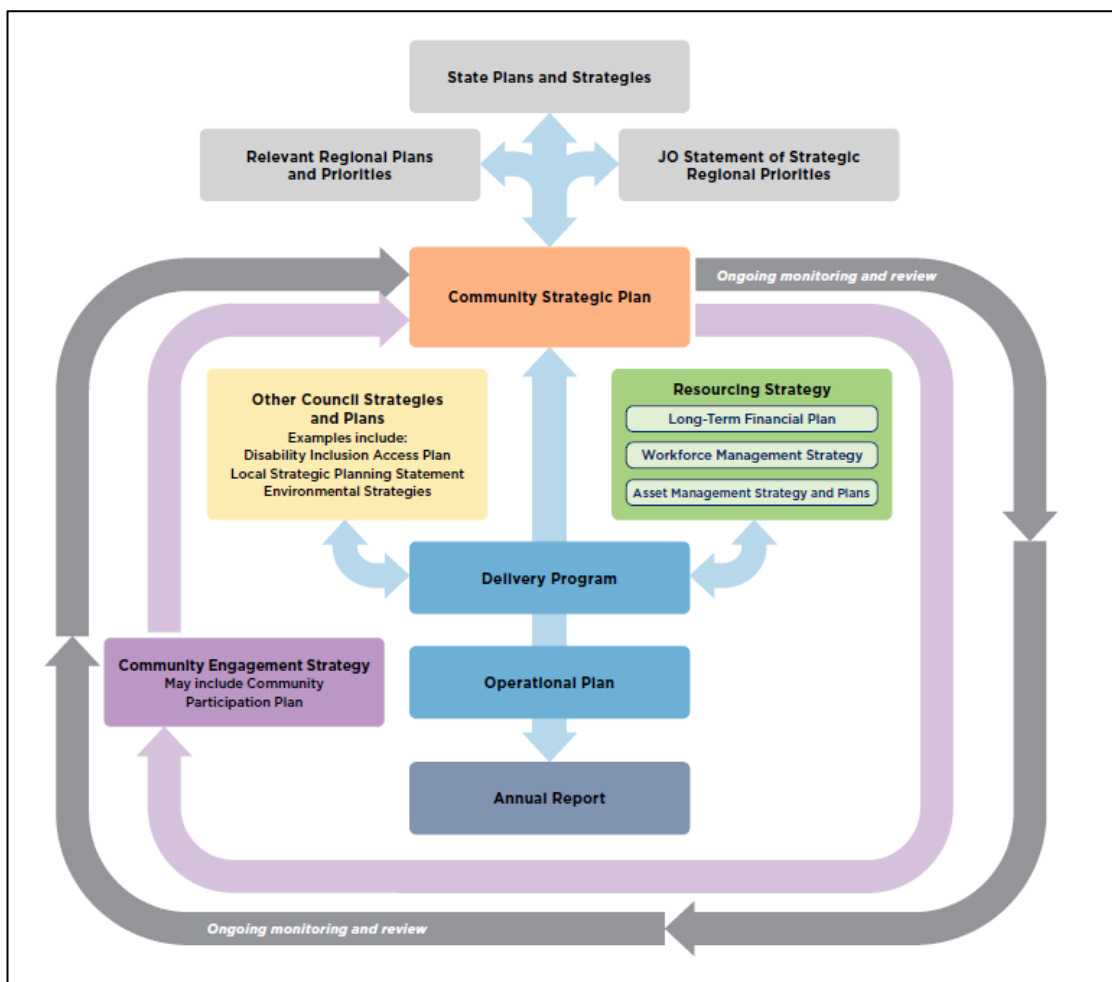 State Plans and Strategies
Relevant Regional Plans
and Priorities
JO Statement of Strategic
Regional Priorities
Ongoing monitoring and review
Community Strategic Plan
Other Council Strategies
and Plans
Examples include:
Disability Inclusion Access Plan
Local Strategic Planning Statement
Environmental Strategies
Resourcing Strategy
Long-Term Financial Plan
Workforce Management Strategy
Asset Management Strategy and Plans
Delivery Program
Community Engagement Strategy
May include Community
Participation Plan
Operational Plan
Annual Report
Ongoing monitoring and review